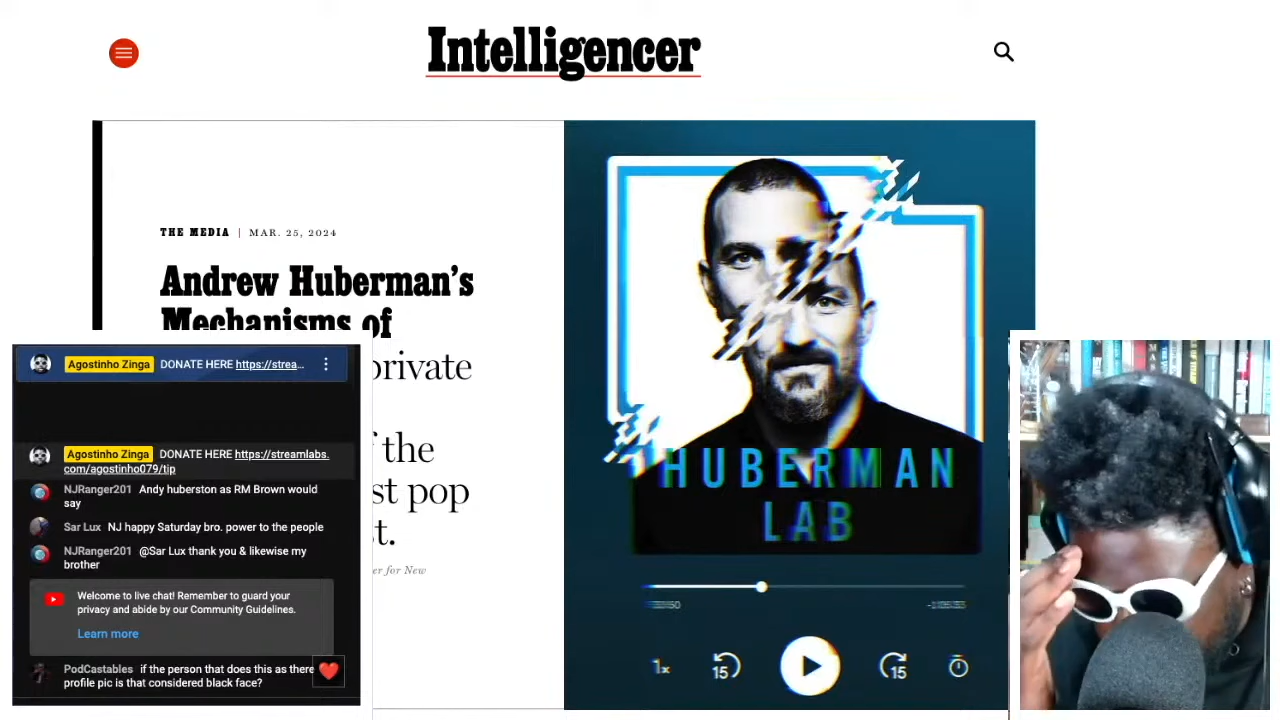 Intelligencer
THE MEDIA | MAR. 25, 2024
Andrew Huberman's
Mechanisms of
private
the
st pop
t.
er for New
HUBERMAN
LAB
1x
15
15
Agostinho Zinga DONATE HERE https://strea...
Agostinho Zinga DONATE HERE https://streamlabs.
com/agostinho079/tip
NJRanger201 Andy huberston as RM Brown would
say
Sar Lux NJ happy Saturday bro. power to the people
NJRanger201 @Sar Lux thank you & likewise my
brother
Welcome to live chat! Remember to guard your
privacy and abide by our Community Guidelines.
Learn more
PodCastables if the person that does this as there
profile pic is that considered black face?